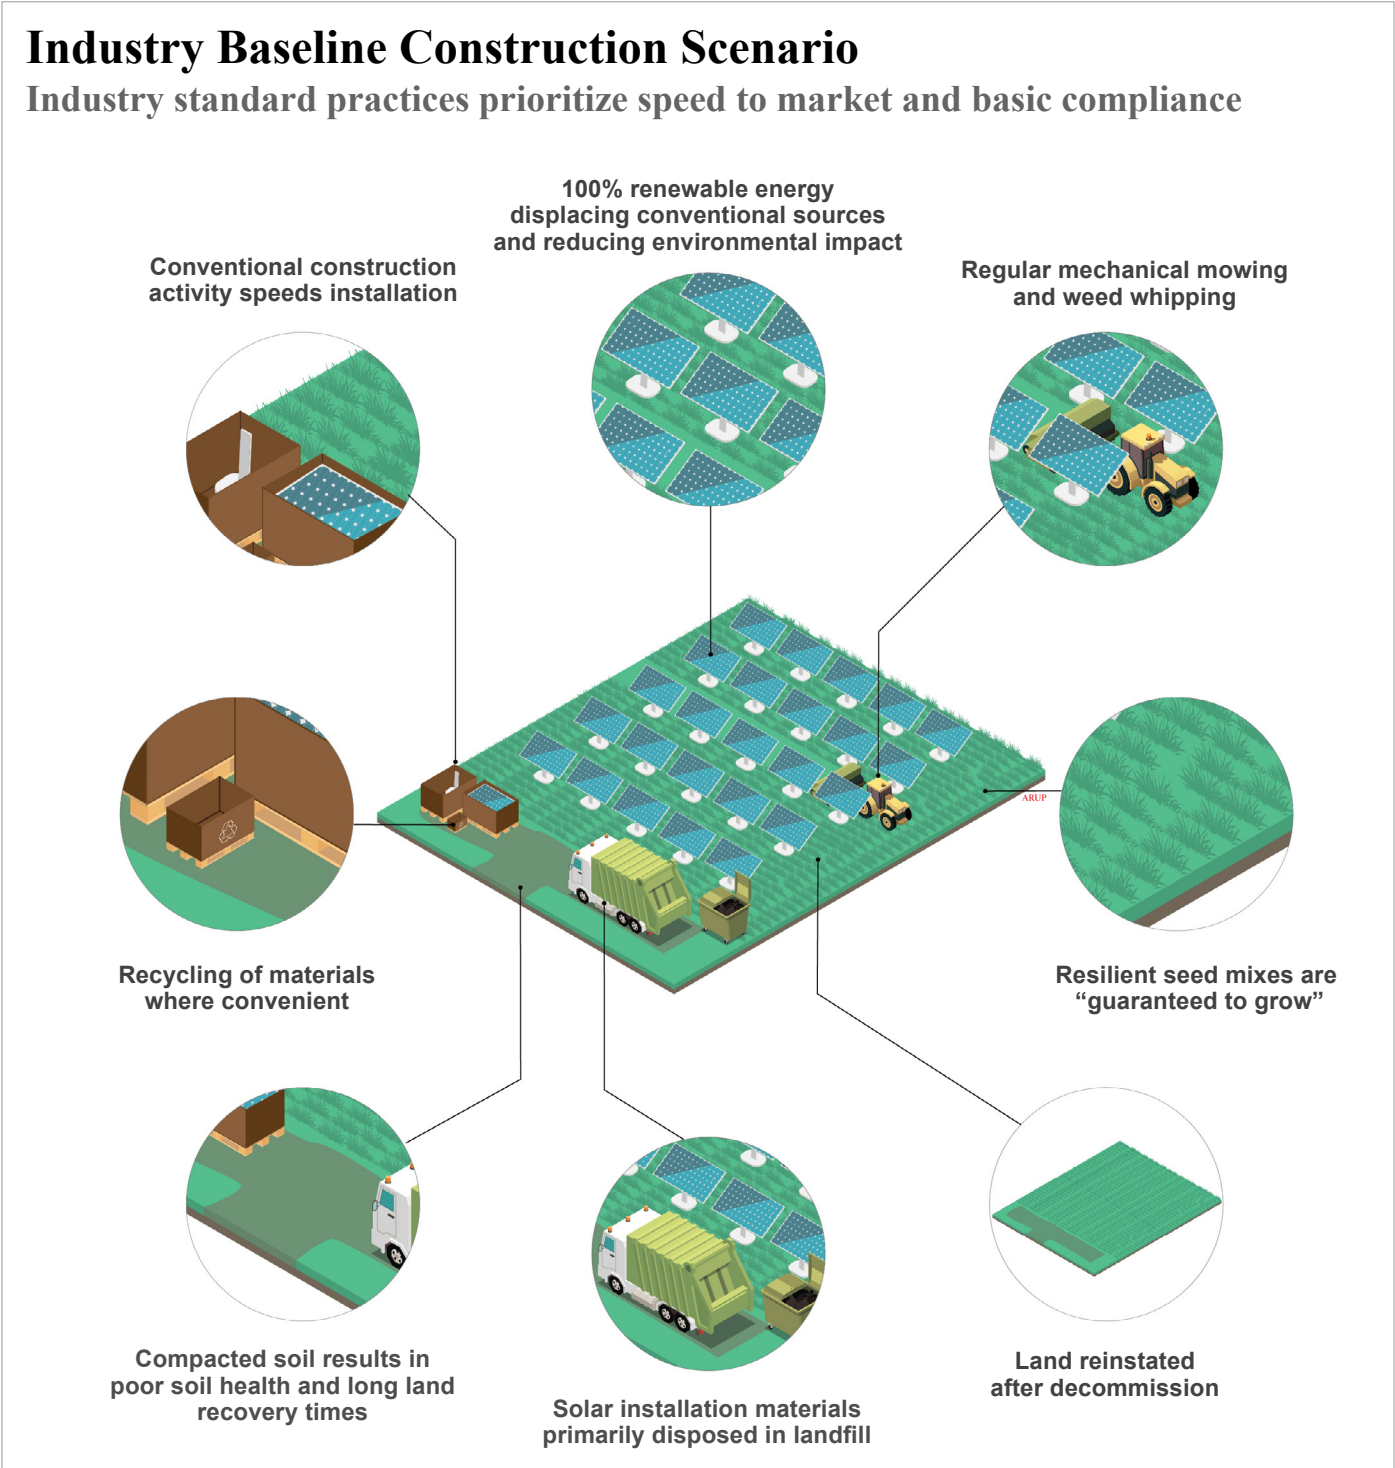 Industry Baseline Construction Scenario
Industry standard practices prioritize speed to market and basic compliance
100% renewable energy
displacing conventional sources
and reducing environmental impact
Conventional construction
activity speeds installation
Regular mechanical mowing
and weed whipping
ARUP
Recycling of materials
where convenient
Resilient seed mixes are
“guaranteed to grow”
Compacted soil results in
poor soil health and long land
recovery times
Solar installation materials
primarily disposed in landfill
Land reinstated
after decommission